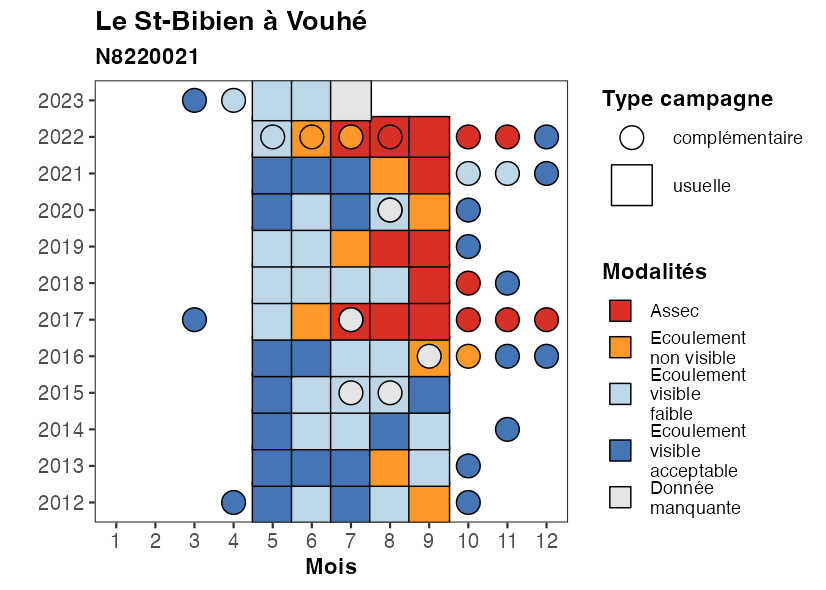 Le St-Bibien à Vouhé
N8220021
2023
2022
2021
2020
2019
2018
2017
2016
2015
2014
2013
2012
1 2 3 4 5 6 7 8 9 10 11 12
Mois
Type campagne
complémentaire
usuelle
Modalités
Assec
Ecoulement
non visible
Ecoulement
visible
faible
Ecoulement
visible
acceptable
Donnée
manquante